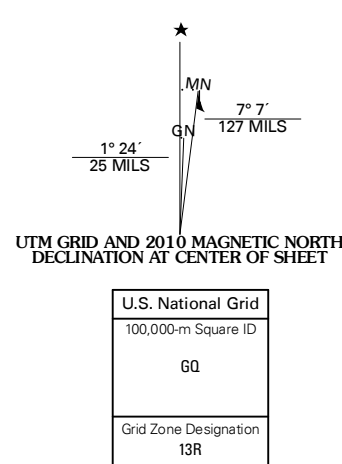 ★
MN
GN
7° 7´
127 MILS
1° 24´
25 MILS
UTM GRID AND 2010 MAGNETIC NORTH
DECLINATION AT CENTER OF SHEET
U.S. National Grid
100,000-m Square ID
GQ
Grid Zone Designation
13R